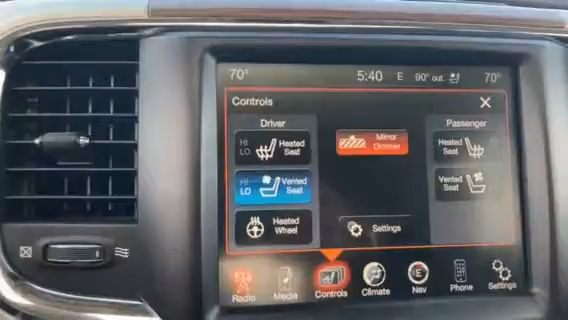 70°
5:40 E 90° out.
70°
Controls
Driver
HI
LO
Heated
Seat
HI
LO
Vented
Seat
Heated
Wheel
Mirror
Dimmer
Settings
Passenger
Heated
Seat
Vented
Seat
Radio
Media
Controls
Climate
E
Nav
Phone
Settings